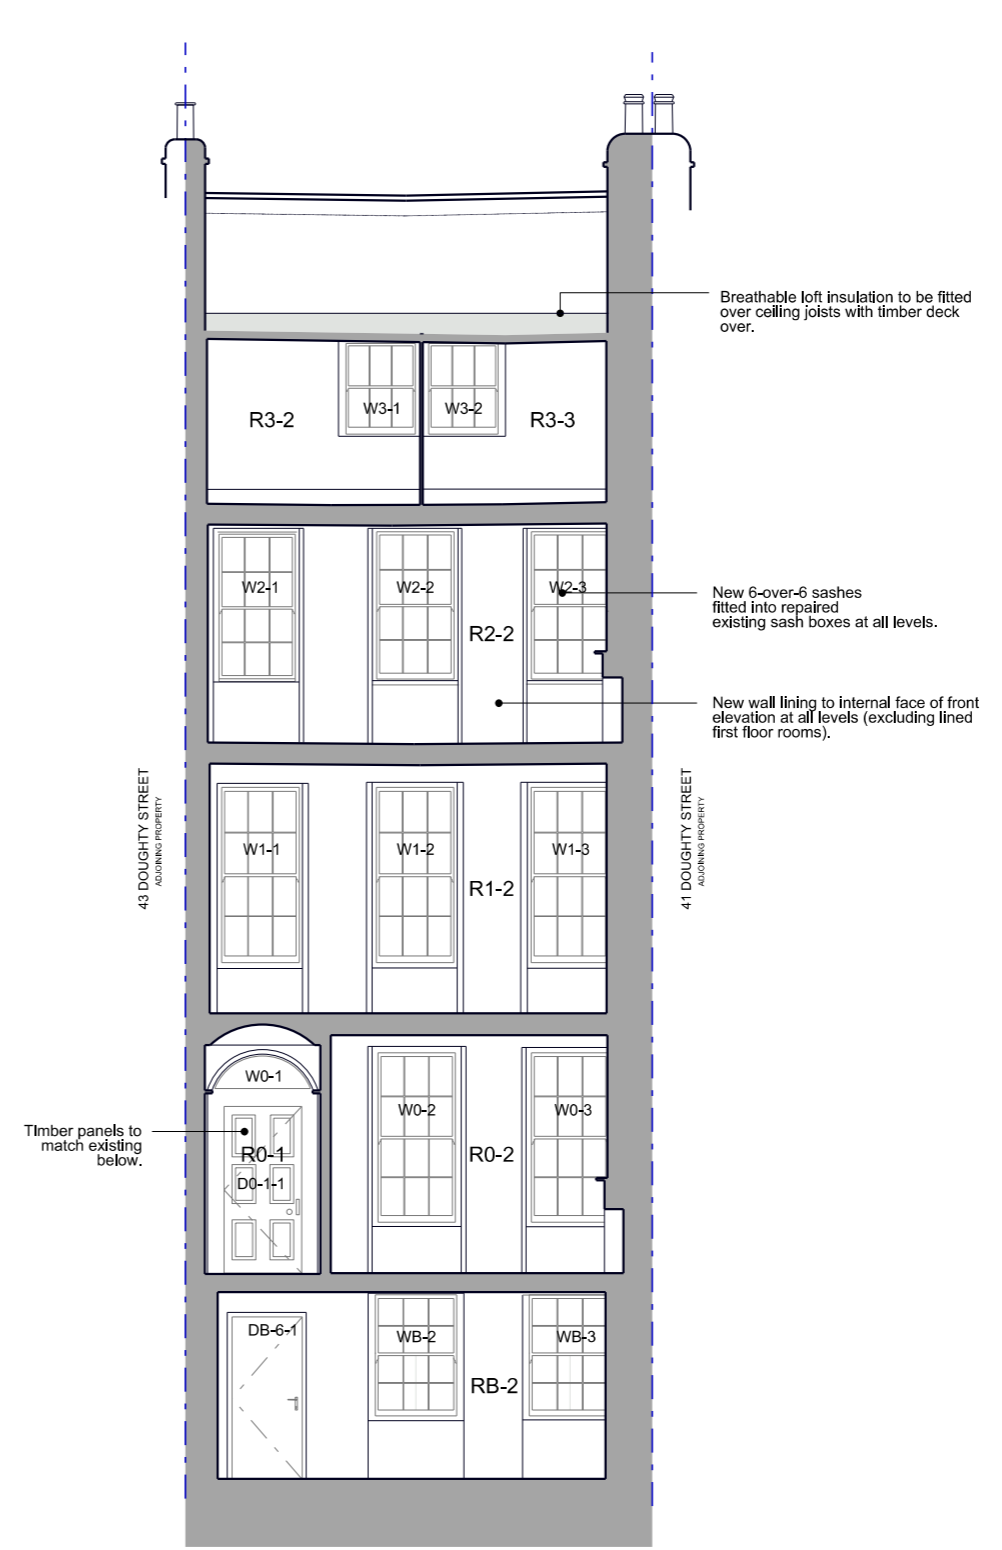 Breathable loft insulation to be fitted
over ceiling joists with timber deck
over.
W3-1
W3-2
R3-2
R3-3
W2-1
W2-2
W2-3
New 6-over-6 sashes
fitted into repaired
existing sash boxes at all levels.
R2-2
New wall lining to internal face of front
elevation at all levels (excluding lined
first floor rooms).
43 DOUGHTY STREET
ADJOINING PROPERTY
41 DOUGHTY STREET
ADJOINING PROPERTY
W1-1
W1-2
W1-3
R1-2
W0-1
W0-2
W0-3
TImber panels to
match existing
below.
R0-1
R0-2
D0-1-1
DB-6-1
WB-2
WB-3
RB-2